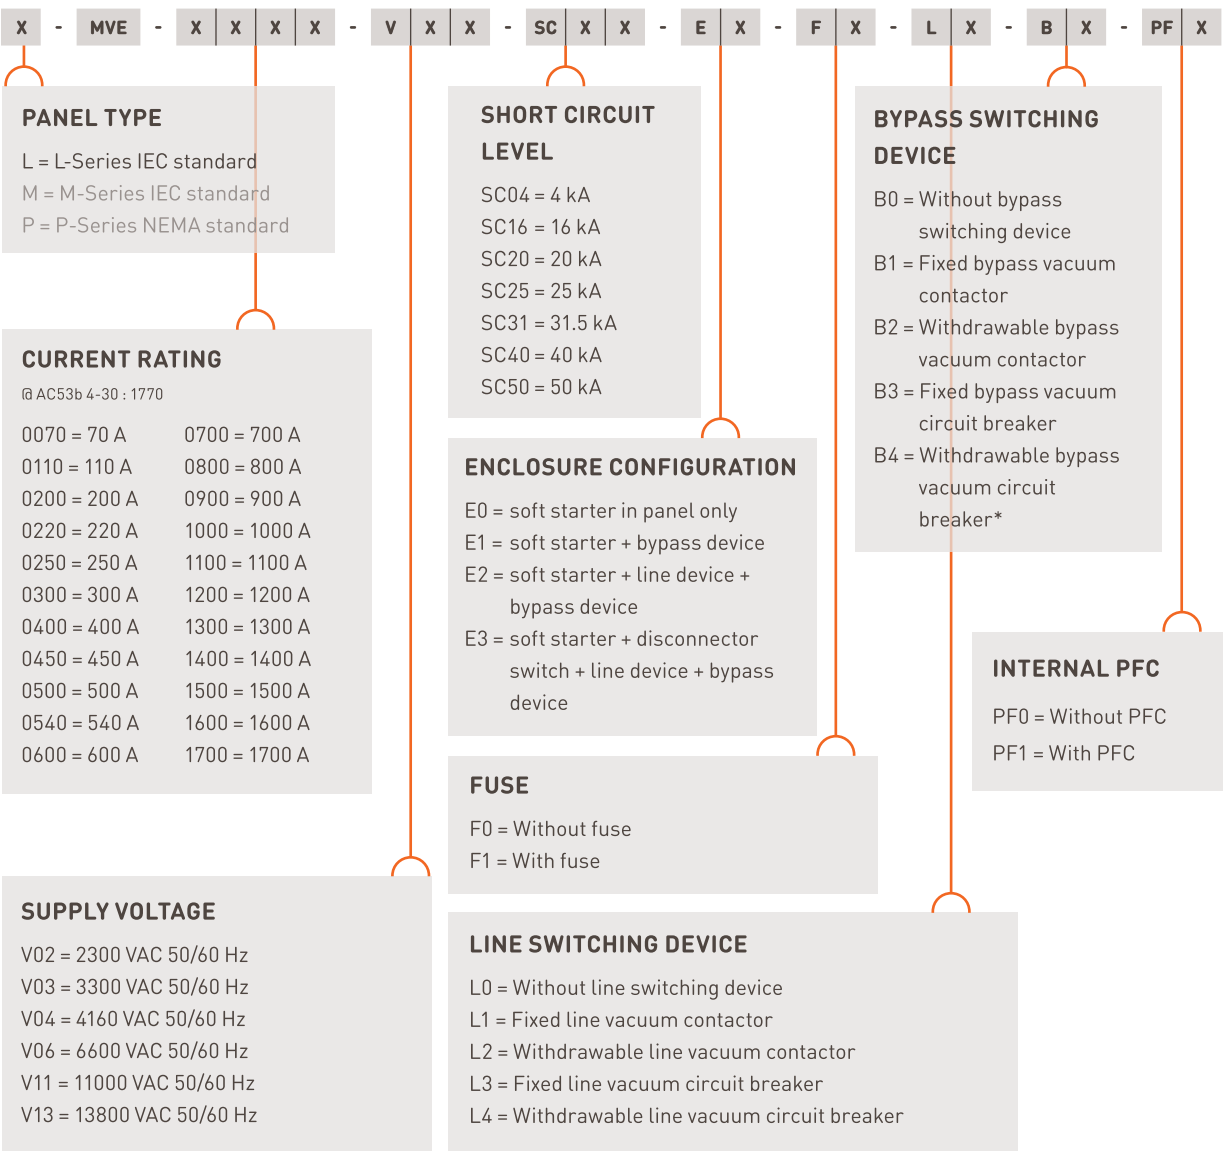 X - MVE - X X X X - V X X - SC X X - E X - F X - L X - B X - PF X
PANEL TYPE
L = L-Series IEC standard
M = M-Series IEC standard
P = P-Series NEMA standard
CURRENT RATING
@ AC53b 4-30 : 1770
0070 = 70 A
0110 = 110 A
0200 = 200 A
0220 = 220 A
0250 = 250 A
0300 = 300 A
0400 = 400 A
0450 = 450 A
0500 = 500 A
0540 = 540 A
0600 = 600 A
0700 = 700 A
0800 = 800 A
0900 = 900 A
1000 = 1000 A
1100 = 1100 A
1200 = 1200 A
1300 = 1300 A
1400 = 1400 A
1500 = 1500 A
1600 = 1600 A
1700 = 1700 A
SUPPLY VOLTAGE
V02 = 2300 VAC 50/60 Hz
V03 = 3300 VAC 50/60 Hz
V04 = 4160 VAC 50/60 Hz
V06 = 6600 VAC 50/60 Hz
V11 = 11000 VAC 50/60 Hz
V13 = 13800 VAC 50/60 Hz
SHORT CIRCUIT
LEVEL
SC04 = 4 kA
SC16 = 16 kA
SC20 = 20 kA
SC25 = 25 kA
SC31 = 31.5 kA
SC40 = 40 kA
SC50 = 50 kA
ENCLOSURE CONFIGURATION
E0 = soft starter in panel only
E1 = soft starter + bypass device
E2 = soft starter + line device +
bypass device
E3 = soft starter + disconnector
switch + line device + bypass
device
FUSE
F0 = Without fuse
F1 = With fuse
LINE SWITCHING DEVICE
L0 = Without line switching device
L1 = Fixed line vacuum contactor
L2 = Withdrawable line vacuum contactor
L3 = Fixed line vacuum circuit breaker
L4 = Withdrawable line vacuum circuit breaker
BYPASS SWITCHING
DEVICE
B0 = Without bypass
switching device
B1 = Fixed bypass vacuum
contactor
B2 = Withdrawable bypass
vacuum contactor
B3 = Fixed bypass vacuum
circuit breaker
B4 = Withdrawable bypass
vacuum circuit
breaker*
INTERNAL PFC
PF0 = Without PFC
PF1 = With PFC